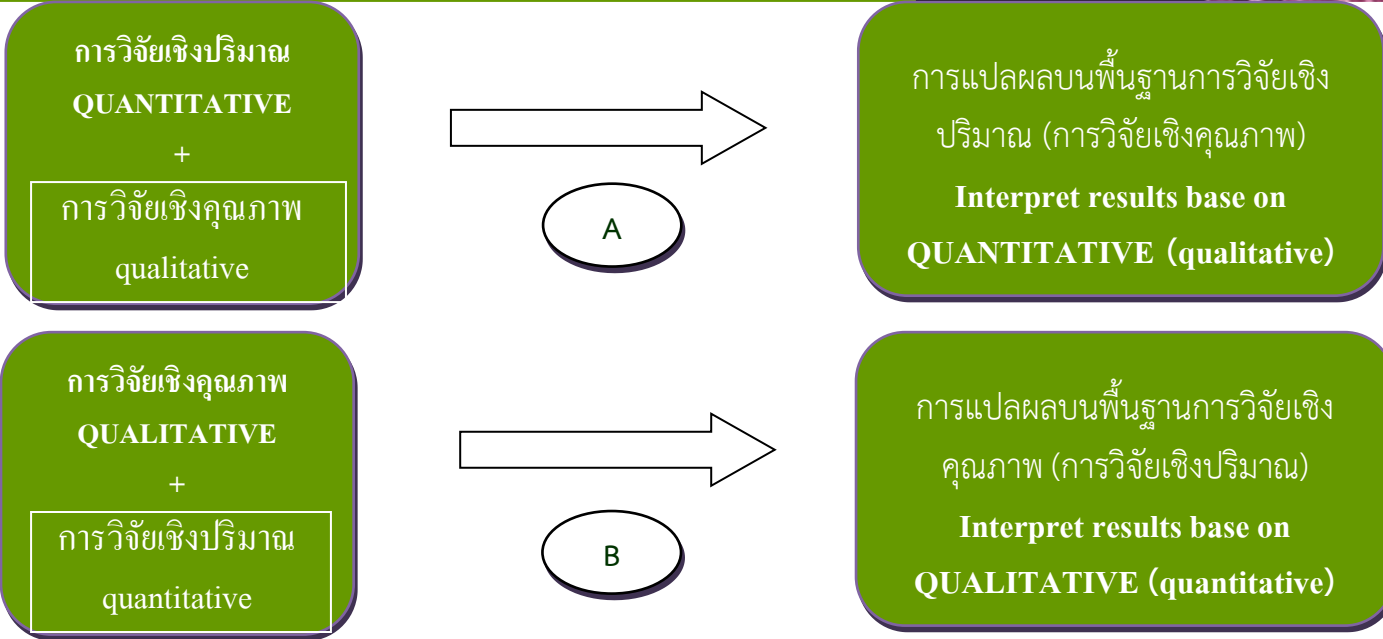 การวิจัยเชิงปริมาณ
QUANTITATIVE
+
การวิจัยเชิงคุณภาพ
qualitative
A
การแปลผลบนพื้นฐานการวิจัยเชิง
ปริมาณ (การวิจัยเชิงคุณภาพ)
Interpret results base on
QUANTITATIVE (qualitative)
การวิจัยเชิงคุณภาพ
QUALITATIVE
+
การวิจัยเชิงปริมาณ
quantitative
B
การแปลผลบนพื้นฐานการวิจัยเชิง
คุณภาพ (การวิจัยเชิงปริมาณ)
Interpret results base on
QUALITATIVE (quantitative)